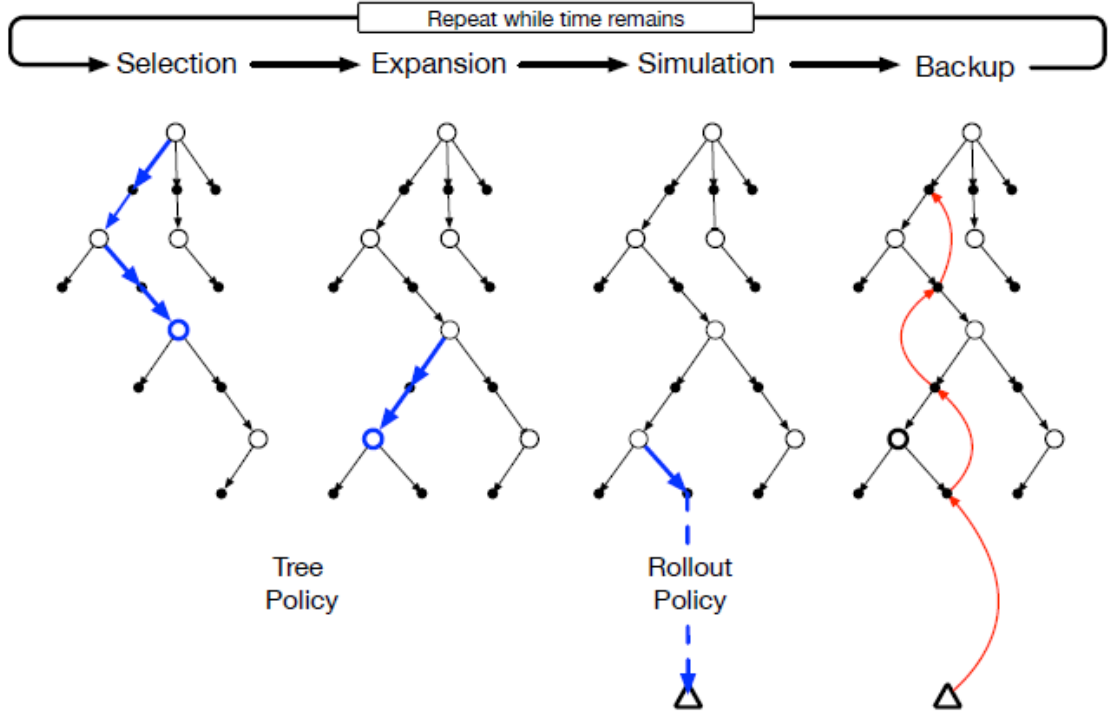 Repeat while time remains
Selection Expansion Simulation Backup
Tree
Policy
Rollout
Policy